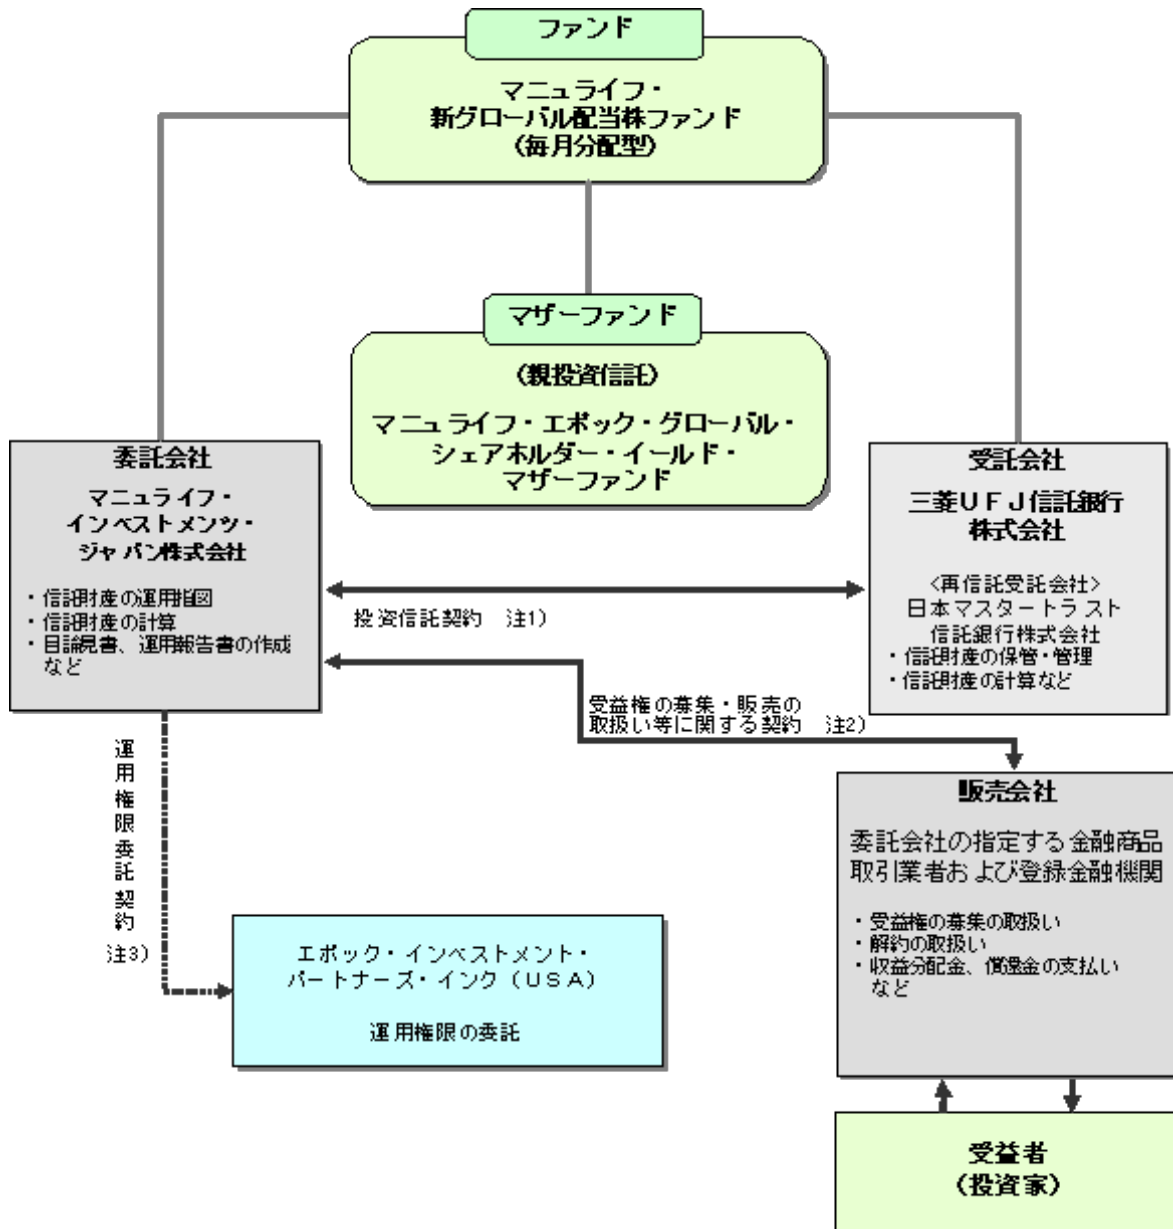 ファンド
マニュライフ・
新グローバル配当株ファンド
（毎月分配型）
マザーファンド
（親投資信託）
マニュライフ・エポック・グローバル・
シェアホルダー・イールド・
マザーファンド
委託会社
マニュライフ・
インベストメンツ・
ジャパン株式会社
・信託財産の運用指図
・信託財産の計算
・目論見書、運用報告書の作成
など
受託会社
三菱ＵＦＪ信託銀行
株式会社
＜再信託受託会社＞
日本マスタートラスト
信託銀行株式会社
・信託財産の保管・管理
・信託財産の計算など
投資信託契約　注1）
受益権の募集・販売の
取扱い等に関する契約　注2）
運用権限委託契約
注3）
エポック・インベストメント・
パートナーズ・インク（ＵＳＡ）
運用権限の委託
販売会社
委託会社の指定する金融商品
取引業者および登録金融機関
・受益権の募集の取扱い
・解約の取扱い
・収益分配金、償還金の支払い
など
受益者
（投資家）